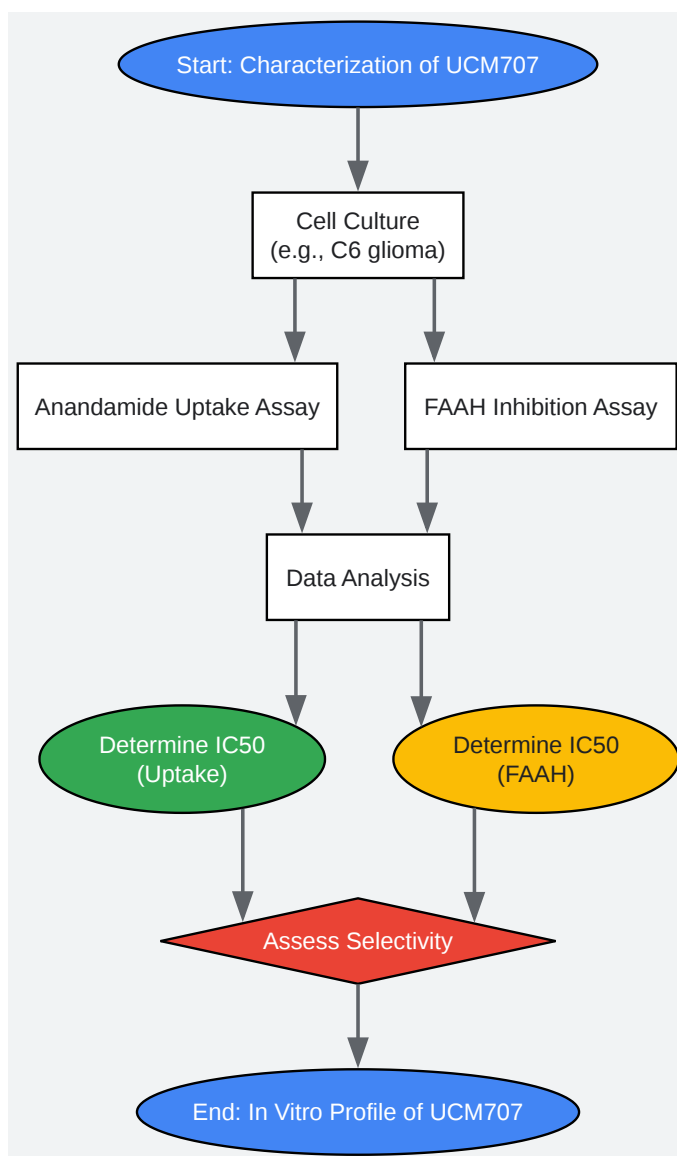 Start: Characterization of UCM707
Cell Culture
(e.g., C6 glioma)
Anandamide Uptake Assay
FAAH Inhibition Assay
Data Analysis
Determine IC50
(Uptake)
Determine IC50
(FAAH)
Assess Selectivity
End: In Vitro Profile of UCM707